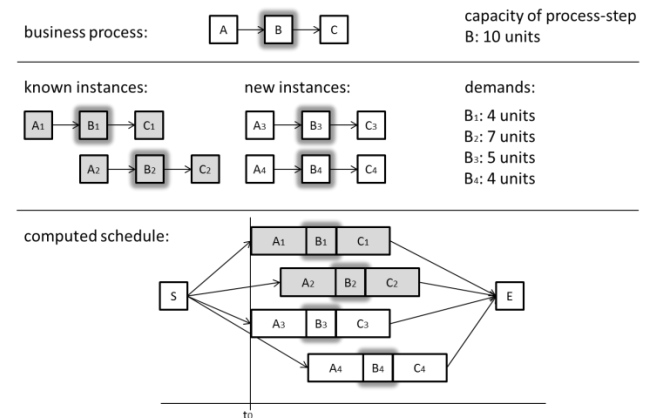 business process:
A B C
capacity of process-step
B: 10 units
known instances:
new instances:
demands:
A1 B1 C1
A2 B2 C2
A3 B3 C3
A4 B4 C4
B1: 4 units
B2: 7 units
B3: 5 units
B4: 4 units
computed schedule:
A1 B1 C1
S
A2 B2 C2
E
A3 B3 C3
A4 B4 C4
t0